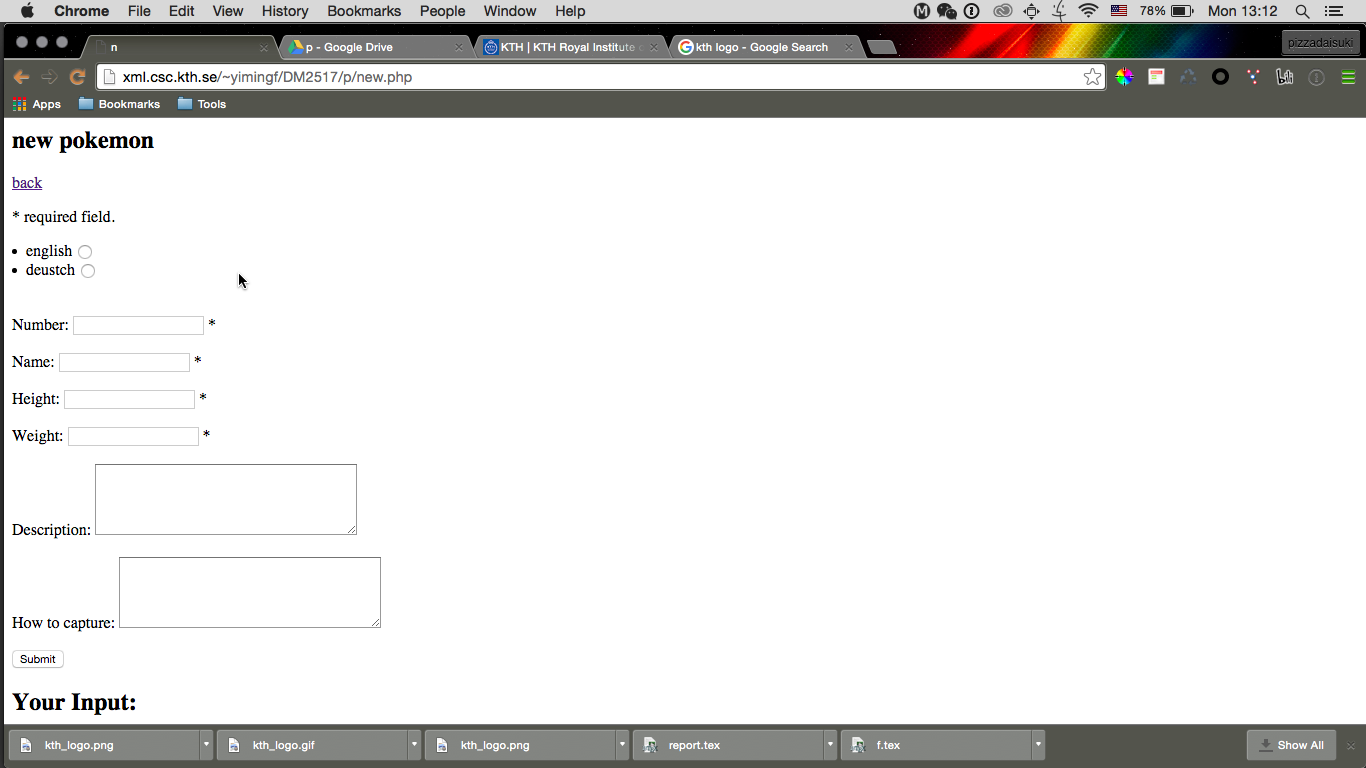 Chrome File Edit View History Bookmarks People Window Help 78% Mon 13:12
n p - Google Drive KTH | KTH Royal Institute kth logo - Google Search pizzadaisuki
xml.csc.kth.se/~yimingf/DM2517/p/new.php
Apps Bookmarks Tools
new pokemon
back
* required field.
• english
• deustch
Number: *
Name: *
Height: *
Weight: *
Description:
How to capture:
Submit
Your Input:
kth_logo.png kth_logo.gif kth_logo.png report.tex f.tex Show All